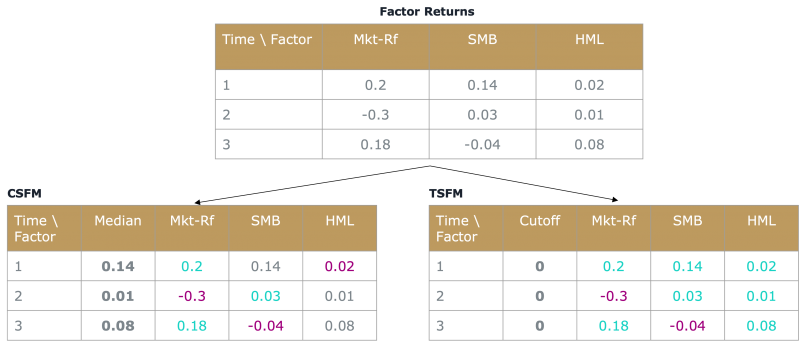 Factor Returns
Time \ Factor Mkt-Rf SMB HML
1 0.2 0.14 0.02
2 -0.3 0.03 0.01
3 0.18 -0.04 0.08
CSFM
Time \ Median Mkt-Rf SMB HML
Factor
1 0.14 0.2 0.14 0.02
2 0.01 -0.3 0.03 0.01
3 0.08 0.18 -0.04 0.08
TSFM
Time \ Cutoff Mkt-Rf SMB HML
Factor
1 0 0.2 0.14 0.02
2 0 -0.3 0.03 0.01
3 0 0.18 -0.04 0.08